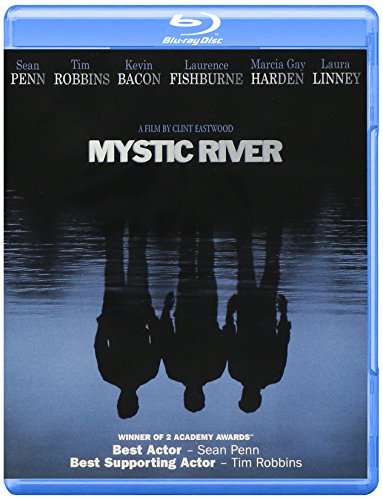 Blu-ray Disc
Sean PENN Tim ROBBINS Kevin BACON Laurence FISHBURNE Marcia Gay HARDEN Laura LINNEY
A FILM BY CLINT EASTWOOD
MYSTIC RIVER
WINNER OF 2 ACADEMY AWARDS™
Best Actor – Sean Penn
Best Supporting Actor – Tim Robbins